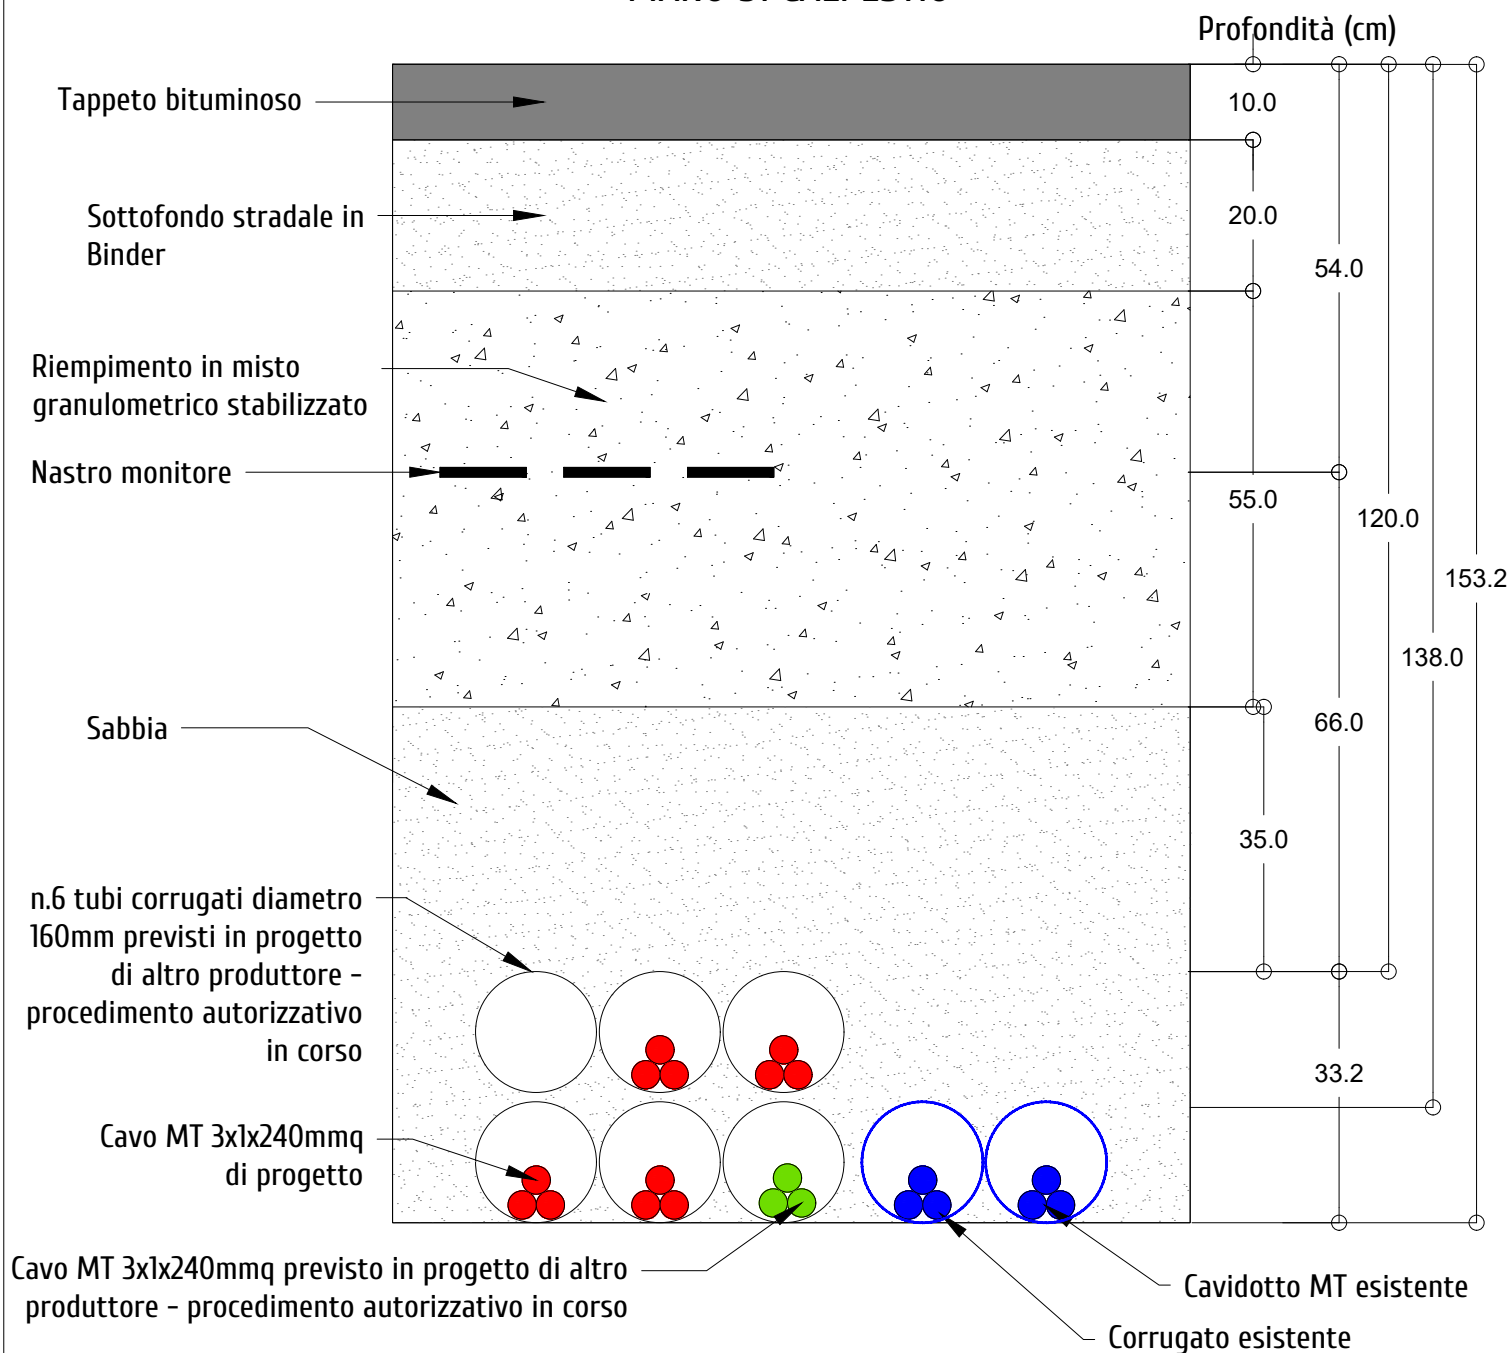 Profondità (cm)
Tappeto bituminoso
10.0
Sottofondo stradale in
Binder
20.0
54.0
Riempimento in misto
granulometrico stabilizzato
Nastro monitore
55.0
120.0
153.2
138.0
Sabbia
66.0
35.0
n.6 tubi corrugati diametro
160mm previsti in progetto
di altro produttore -
procedimento autorizzativo
in corso
33.2
Cavo MT 3x1x240mmq
di progetto
Cavo MT 3x1x240mmq previsto in progetto di altro
produttore - procedimento autorizzativo in corso
Cavidotto MT esistente
Corrugato esistente